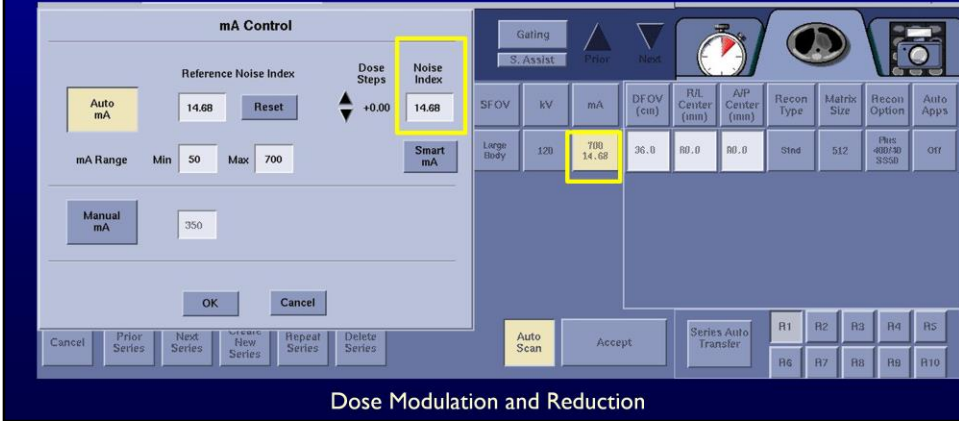 mA Control
Reference Noise Index
Dose Steps
Noise Index
Auto mA
14.68
Reset
+0.00
14.68
mA Range
Min
50
Max
700
Smart mA
Manual mA
350
OK
Cancel
Gating
S. Assist
Prior
Next
SFOV
kV
mA
DFOV (cm)
R/L Center (mm)
A/P Center (mm)
Recon Type
Matrix Size
Recon Option
Auto Apps
Large Body
120
700 14.68
36.0
R0.0
R0.0
Stnd
512
Plus
Off
Cancel
Prior Series
Next Series
Create New Series
Repeat Series
Delete Series
Auto Scan
Accept
Series Auto Transfer
R1
R2
R3
R4
R5
R6
R7
R8
R9
R10
Dose Modulation and Reduction